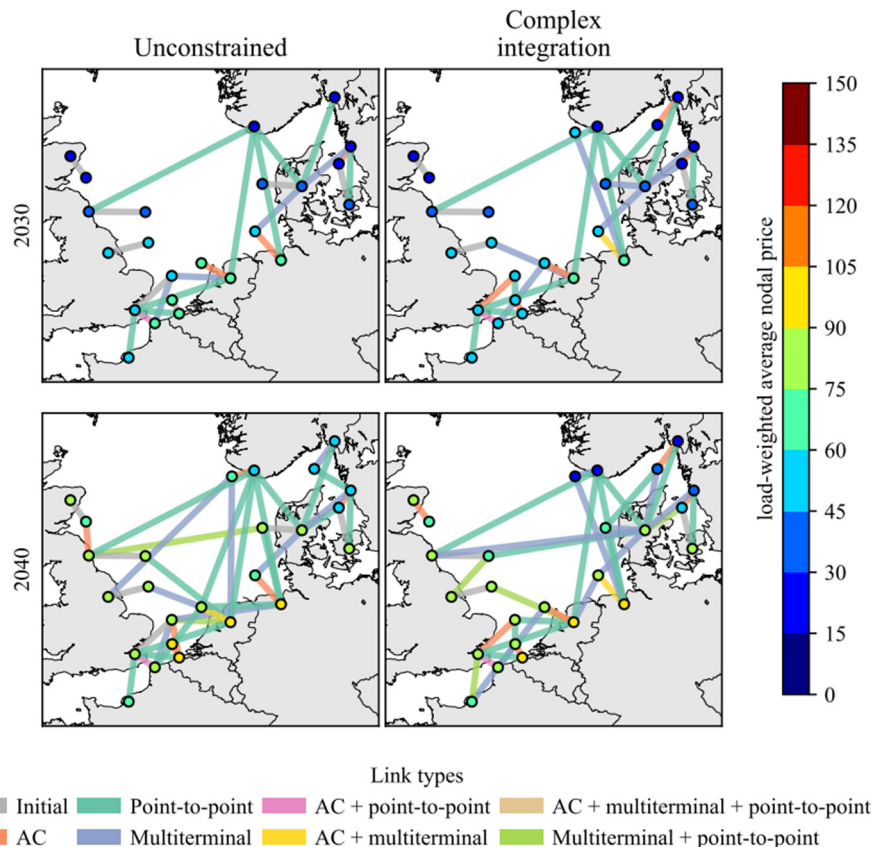 Unconstrained
Complex
integration
2030
2040
150
135
120
105
90
75
60
45
30
15
0
load-weighted average nodal price
Link types
Initial Point-to-point AC + point-to-point AC + multiterminal + point-to-point
AC Multiterminal AC + multiterminal Multiterminal + point-to-point